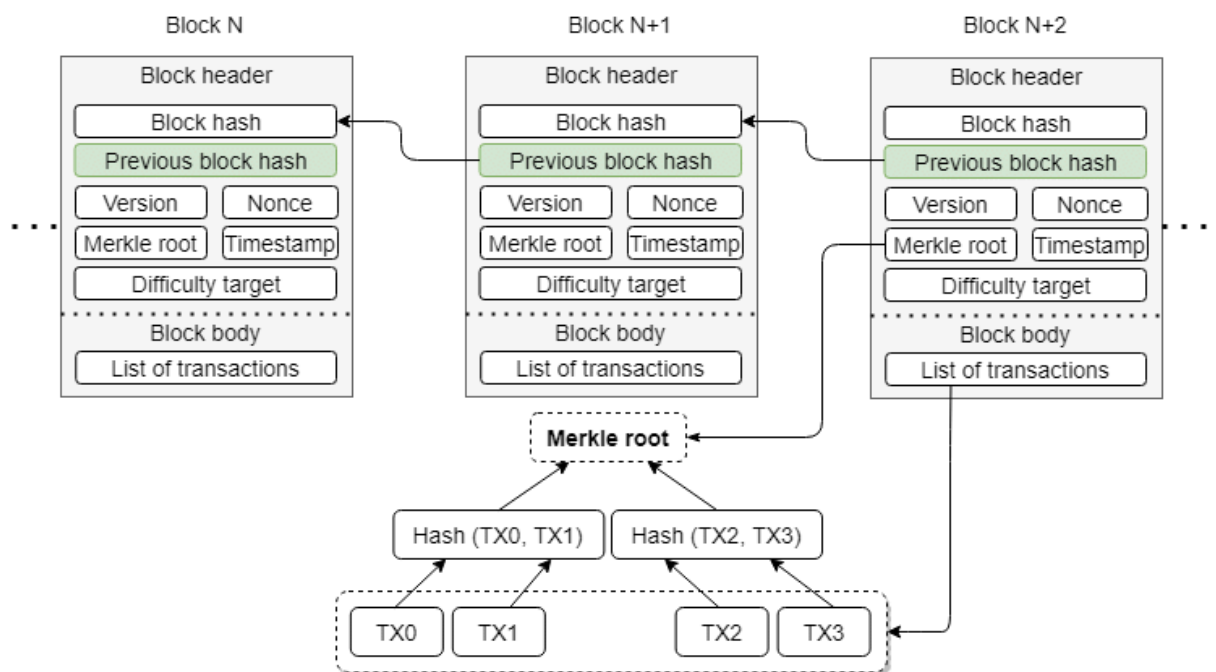 Block N
Block N+1
Block N+2
Block header
Block hash
Previous block hash
Version
Nonce
Merkle root
Timestamp
Difficulty target
Block body
List of transactions
Block header
Block hash
Previous block hash
Version
Nonce
Merkle root
Timestamp
Difficulty target
Block body
List of transactions
Block header
Block hash
Previous block hash
Version
Nonce
Merkle root
Timestamp
Difficulty target
Block body
List of transactions
. . .
. . .
Merkle root
Hash (TX0, TX1)
Hash (TX2, TX3)
TX0
TX1
TX2
TX3